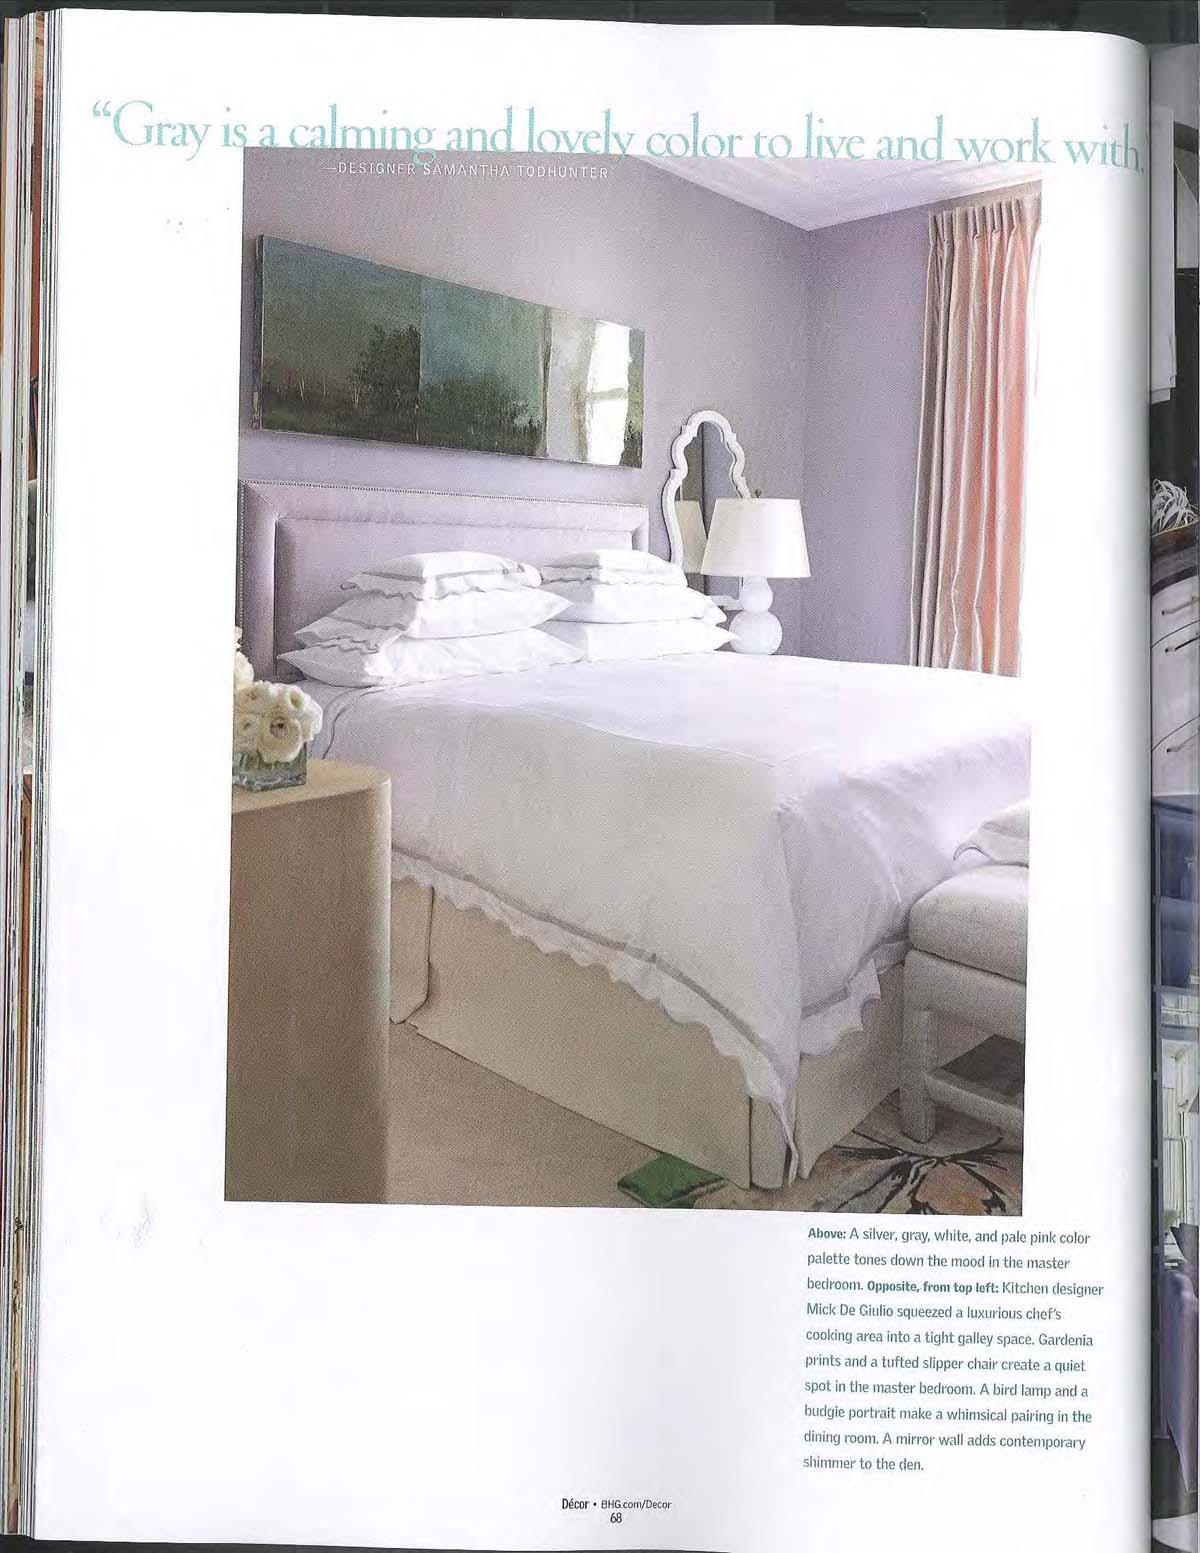 “Gray is a calming and lovely color to live and work with.
—DESIGNER SAMANTHA TODHUNTER
Above: A silver, gray, white, and pale pink color
palette tones down the mood in the master
bedroom. Opposite, from top left: Kitchen designer
Mick De Giulio squeezed a luxurious chef's
cooking area into a tight galley space. Gardenia
prints and a tufted slipper chair create a quiet
spot in the master bedroom. A bird lamp and a
budgie portrait make a whimsical pairing in the
dining room. A mirror wall adds contemporary
shimmer to the den.
Décor • BHG.com/Decor
68